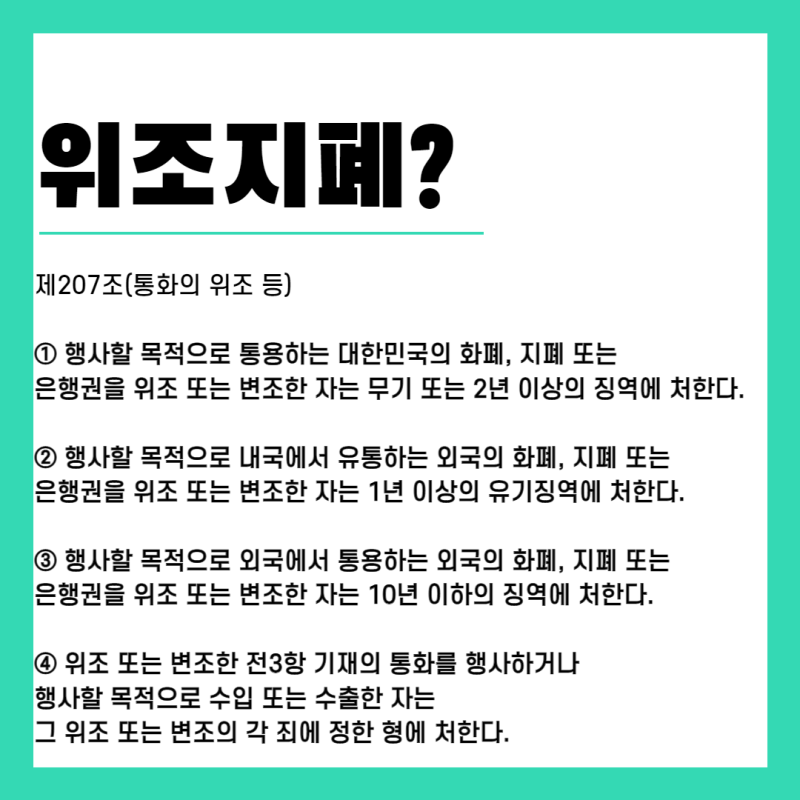 위조지폐?
제207조(통화의 위조 등)
① 행사할 목적으로 통용하는 대한민국의 화폐, 지폐 또는
은행권을 위조 또는 변조한 자는 무기 또는 2년 이상의 징역에 처한다.
② 행사할 목적으로 내국에서 유통하는 외국의 화폐, 지폐 또는
은행권을 위조 또는 변조한 자는 1년 이상의 유기징역에 처한다.
③ 행사할 목적으로 외국에서 통용하는 외국의 화폐, 지폐 또는
은행권을 위조 또는 변조한 자는 10년 이하의 징역에 처한다.
④ 위조 또는 변조한 전3항 기재의 통화를 행사하거나
행사할 목적으로 수입 또는 수출한 자는
그 위조 또는 변조의 각 죄에 정한 형에 처한다.